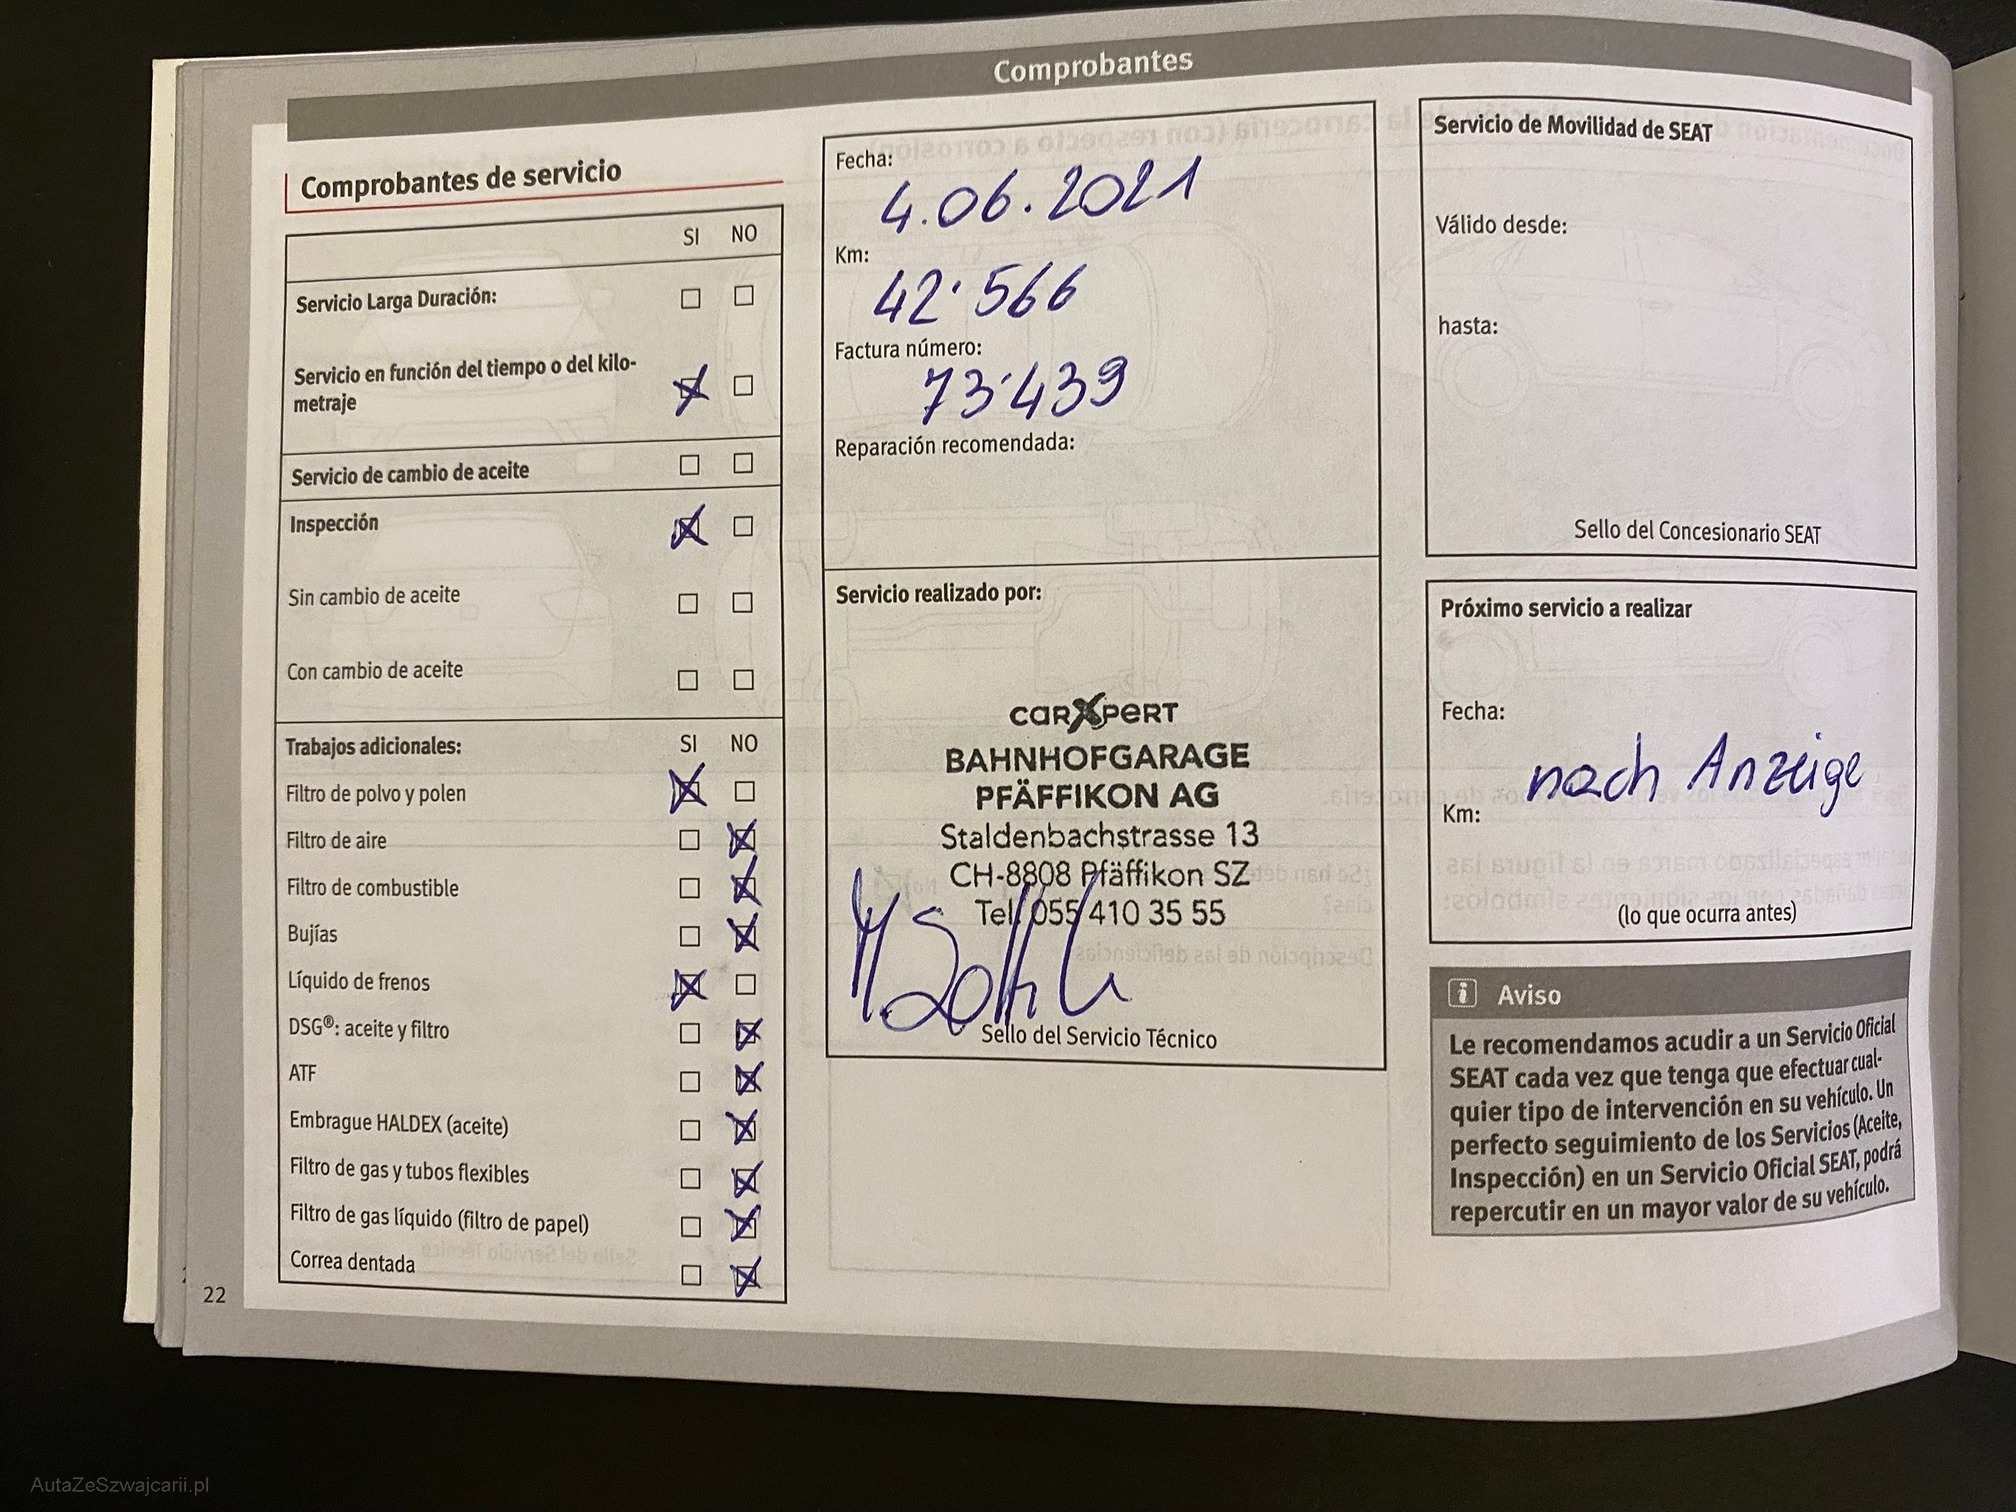 Comprobantes
Comprobantes de servicio
SI NO
Servicio Larga Duración:
Servicio en función del tiempo o del kilo-
metraje
Servicio de cambio de aceite
Inspección
Sin cambio de aceite
Con cambio de aceite
Trabajos adicionales: SI NO
Filtro de polvo y polen
Filtro de aire
Filtro de combustible
Bujías
Líquido de frenos
DSG®: aceite y filtro
ATF
Embrague HALDEX (aceite)
Filtro de gas y tubos flexibles
Filtro de gas líquido (filtro de papel)
Correa dentada
22
Fecha:
4.06.2021
Km:
42'566
Factura número:
73'439
Reparación recomendada:
Servicio realizado por:
carXpert
BAHNHOFGARAGE
PFÄFFIKON AG
Staldenbachstrasse 13
CH-8808 Pfäffikon SZ
Tel 055 410 35 55
Sello del Servicio Técnico
Servicio de Movilidad de SEAT
Válido desde:
hasta:
Sello del Concesionario SEAT
Próximo servicio a realizar
Fecha:
nach Anzeige
Km:
(lo que ocurra antes)
i Aviso
Le recomendamos acudir a un Servicio Oficial
SEAT cada vez que tenga que efectuar cual-
quier tipo de intervención en su vehículo. Un
perfecto seguimiento de los Servicios (Aceite,
Inspección) en un Servicio Oficial SEAT, podrá
repercutir en un mayor valor de su vehículo.
AutaZeSzwajcarii.pl